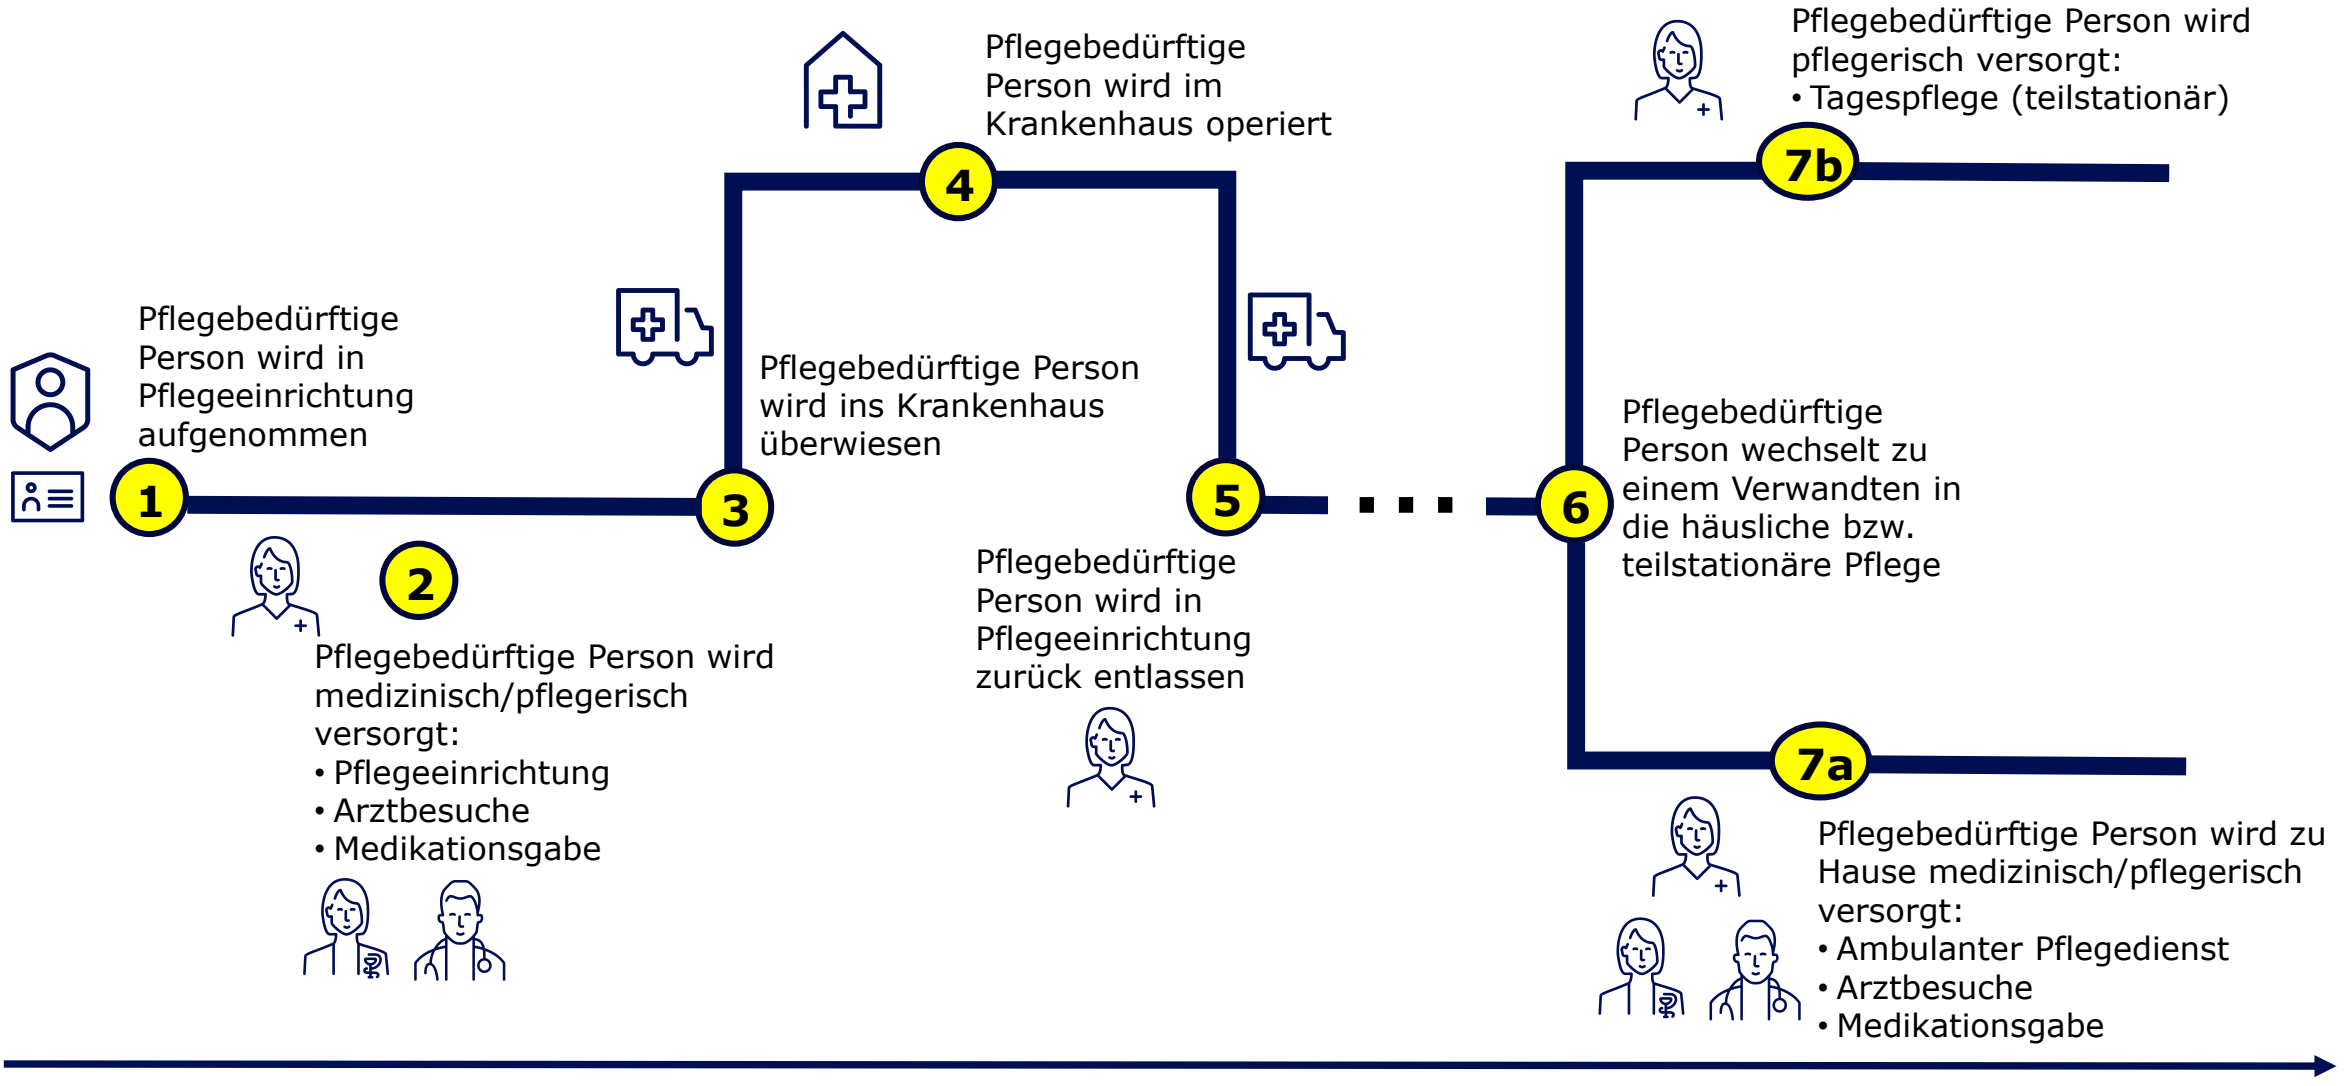 1
Pflegebedürftige
Person wird in
Pflegeeinrichtung
aufgenommen
2
Pflegebedürftige Person wird
medizinisch/pflegerisch
versorgt:
• Pflegeeinrichtung
• Arztbesuche
• Medikationsgabe
3
Pflegebedürftige Person
wird ins Krankenhaus
überwiesen
4
Pflegebedürftige
Person wird im
Krankenhaus operiert
5
Pflegebedürftige
Person wird in
Pflegeeinrichtung
zurück entlassen
...
6
Pflegebedürftige
Person wechselt zu
einem Verwandten in
die häusliche bzw.
teilstationäre Pflege
7a
Pflegebedürftige Person wird zu
Hause medizinisch/pflegerisch
versorgt:
• Ambulanter Pflegedienst
• Arztbesuche
• Medikationsgabe
7b
Pflegebedürftige Person wird
pflegerisch versorgt:
• Tagespflege (teilstationär)